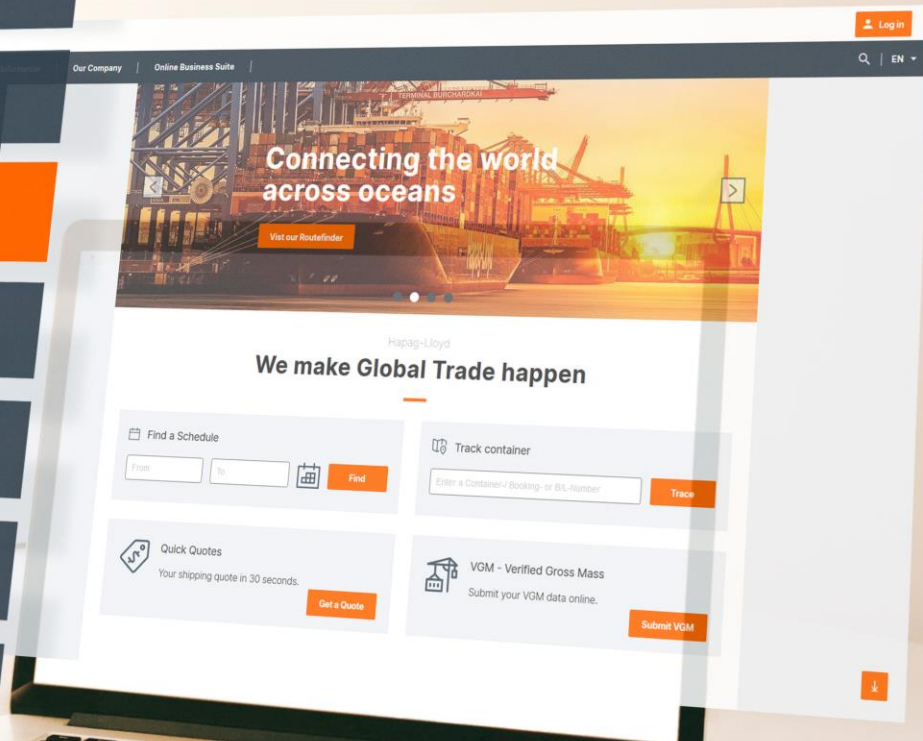 Log in
Our Company
Online Business Suite
EN
TERMINAL BURCHARDKAI
Connecting the world
across oceans
Vist our Routefinder
Hapag-Lloyd
We make Global Trade happen
Find a Schedule
From
To
Find
Track container
Enter a Container-/ Booking- or B/L-Number
Trace
Quick Quotes
Your shipping quote in 30 seconds.
Get a Quote
VGM - Verified Gross Mass
Submit your VGM data online.
Submit VGM